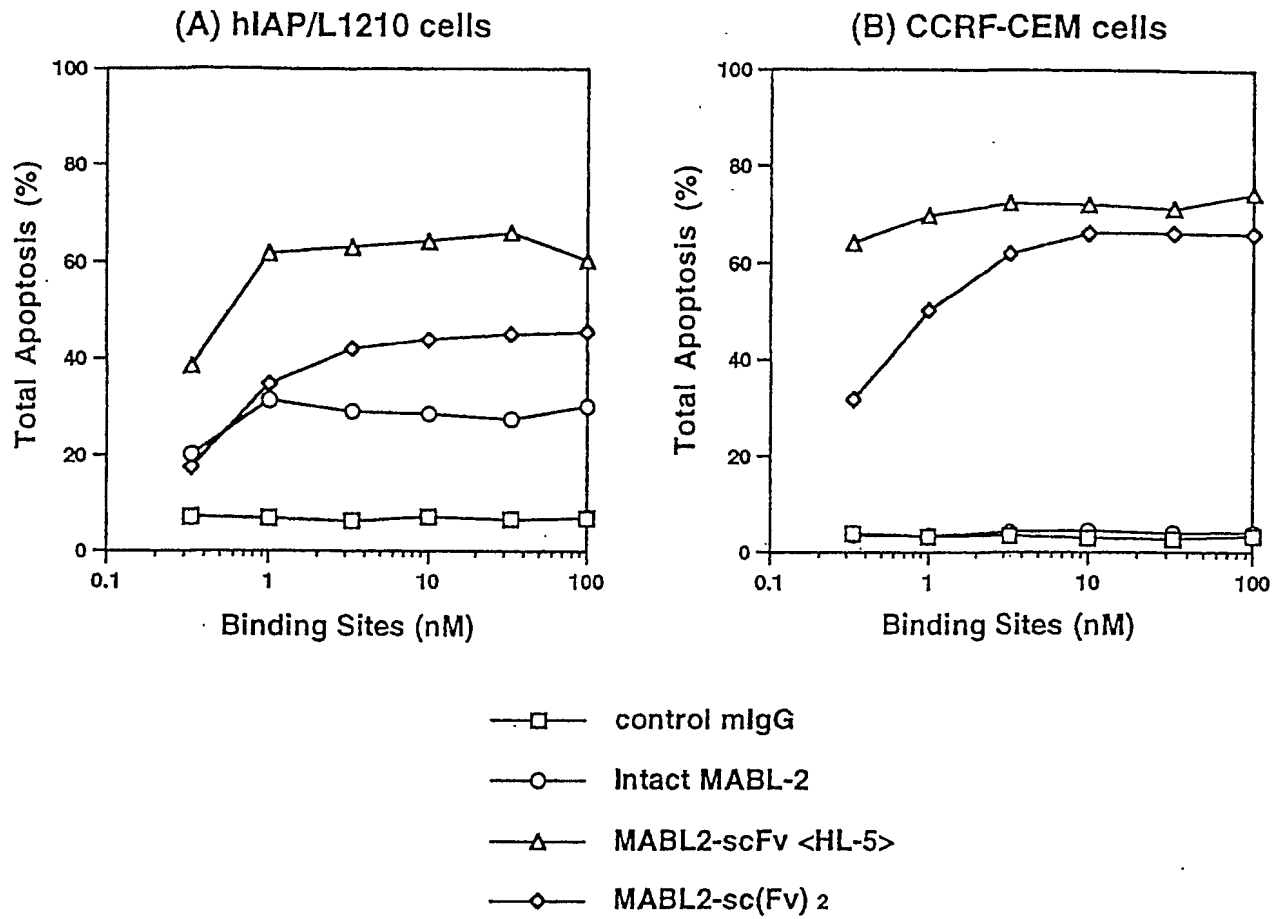 (A) hIAP/L1210 cells
Total Apoptosis (%)
100
80
60
40
20
0
0.1
1
10
100
Binding Sites (nM)
(B) CCRF-CEM cells
Total Apoptosis (%)
100
80
60
40
20
0
0.1
1
10
100
Binding Sites (nM)
control mIgG
Intact MABL-2
MABL2-scFv <HL-5>
MABL2-sc(Fv) 2